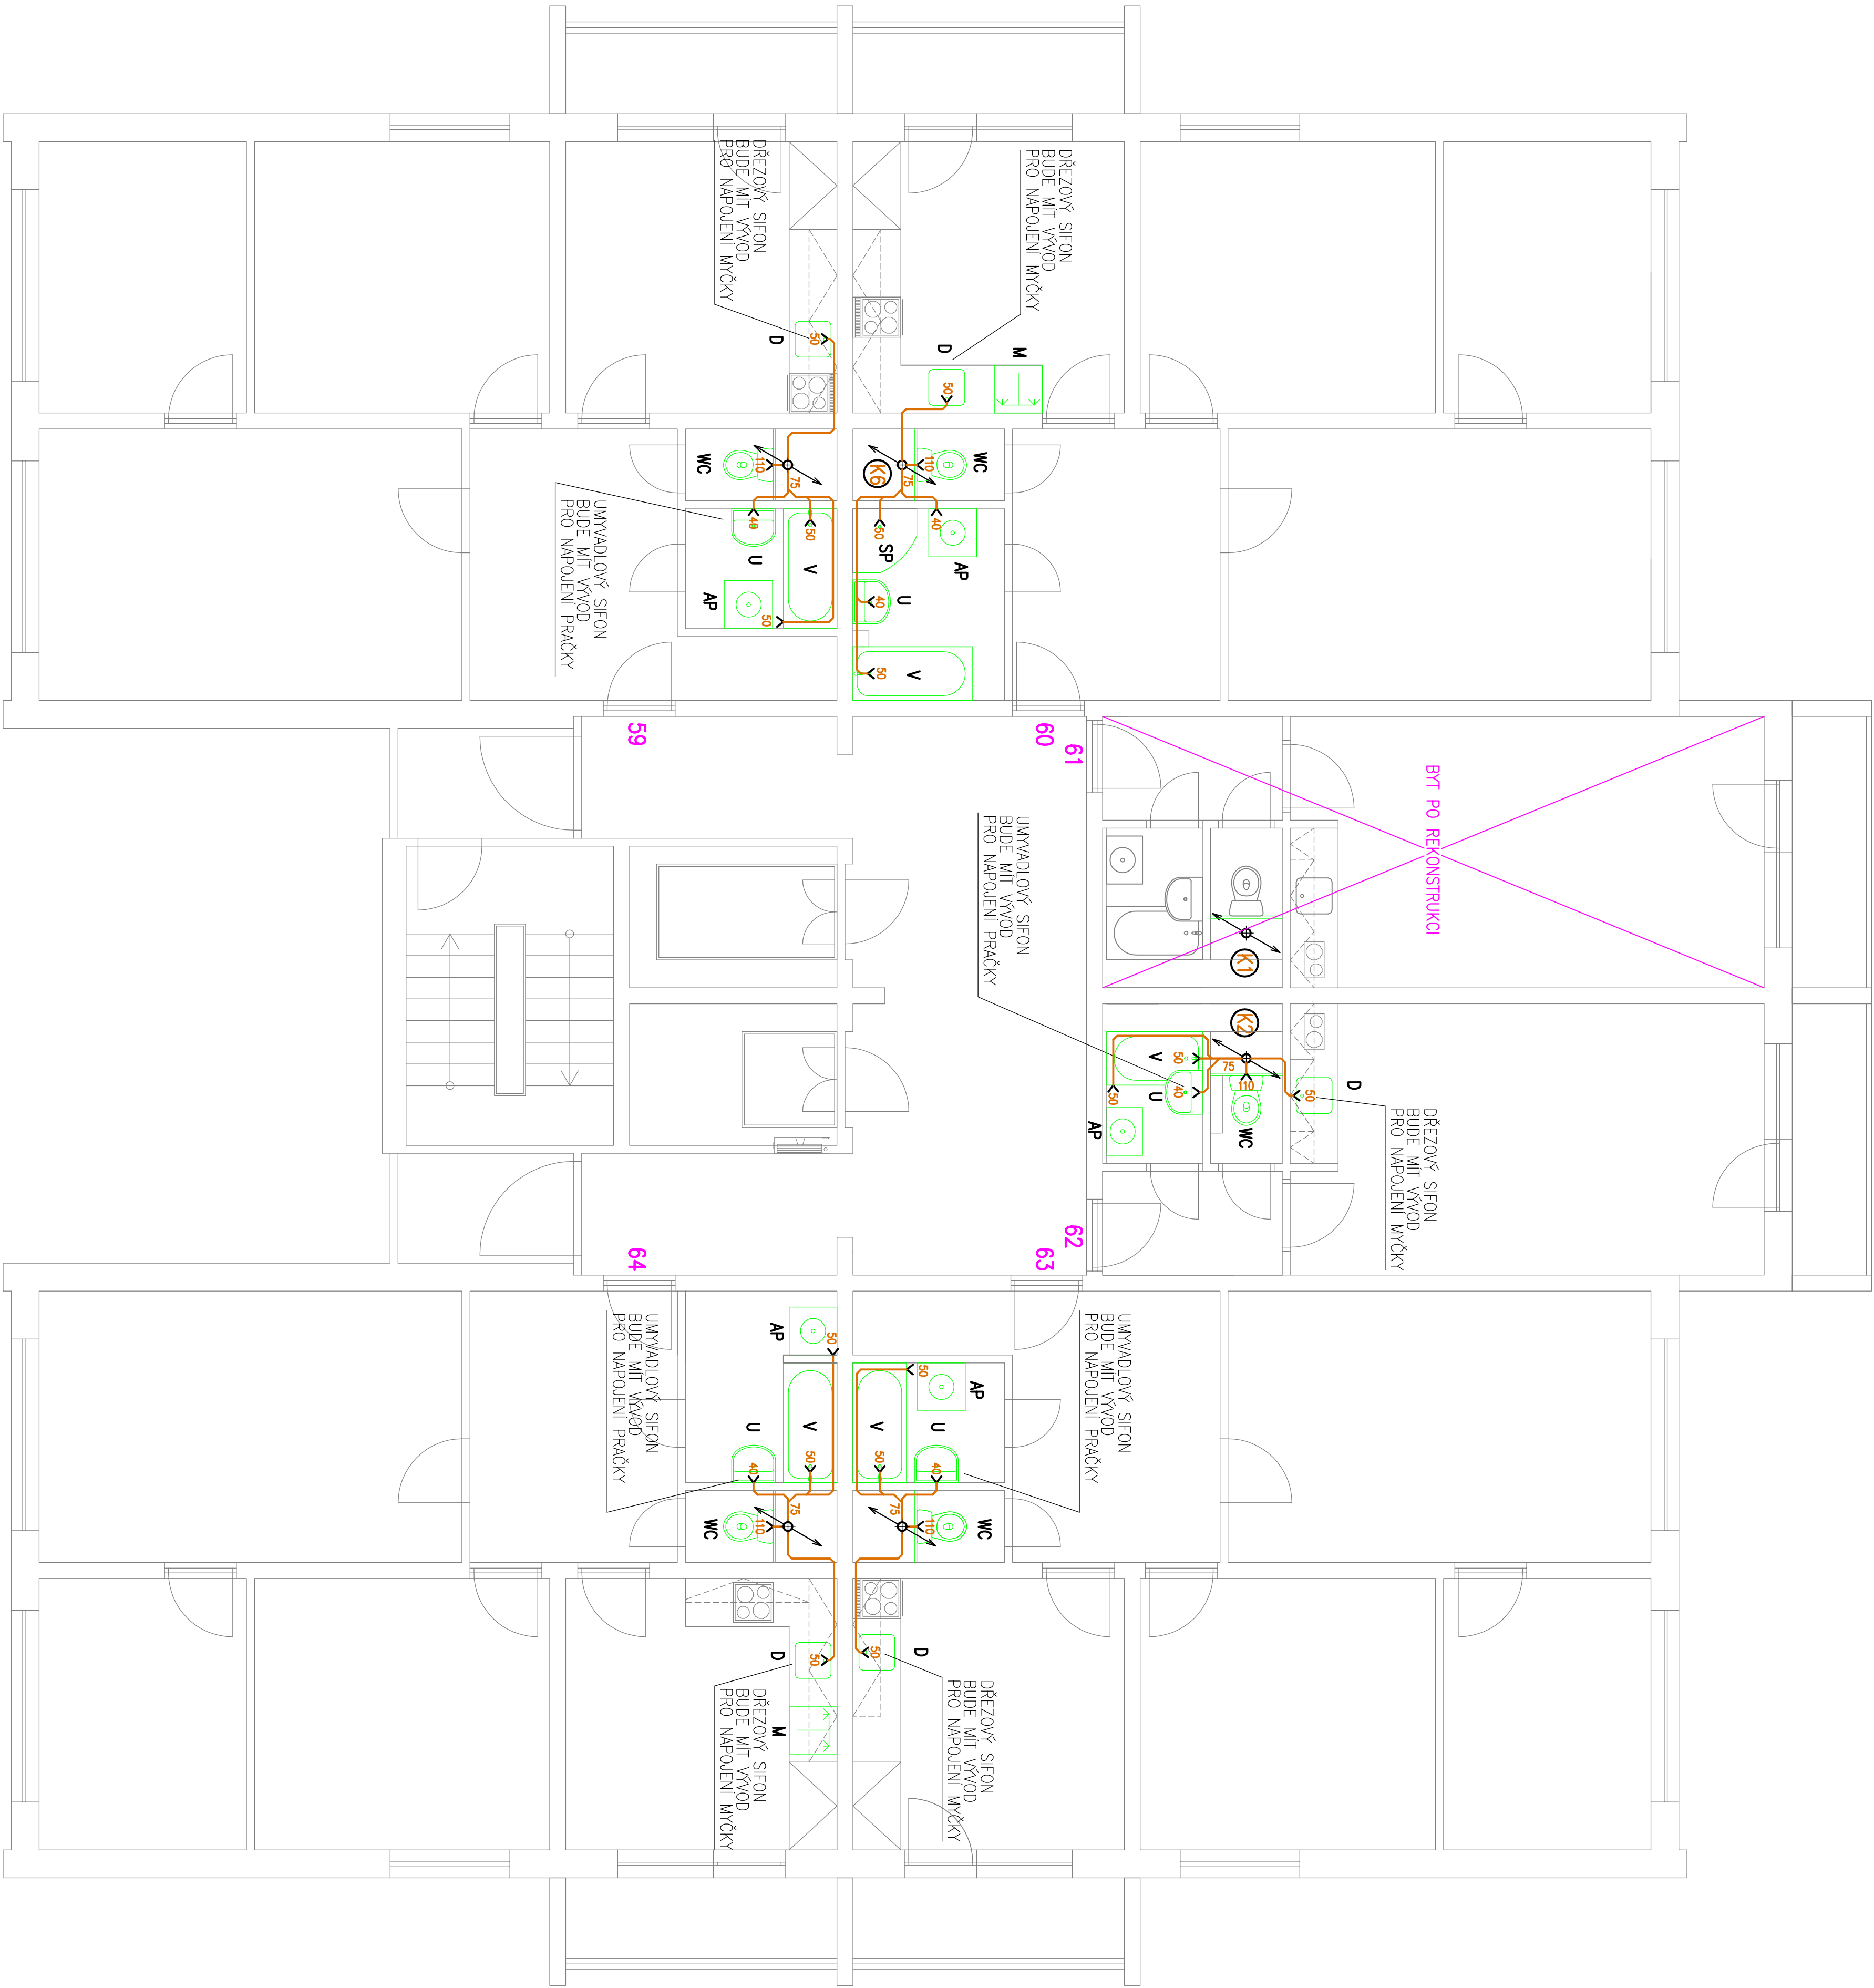 DŘEZOVÝ SIFON
BUDE MÍT VÝVOD
PRO NAPOJENÍ MYČKY
DŘEZOVÝ SIFON
BUDE MÍT VÝVOD
PRO NAPOJENÍ MYČKY
M
D
50
D
50
WC
110
K6
75
40
50
SP
AP
U
40
V
50
WC
110
75
40
50
U
V
AP
50
UMYVADLOVÝ SIFON
BUDE MÍT VÝVOD
PRO NAPOJENÍ PRAČKY
59
60
61
BYT PO REKONSTRUKCI
K1
UMYVADLOVÝ SIFON
BUDE MÍT VÝVOD
PRO NAPOJENÍ PRAČKY
K2
75
110
WC
D
50
V
50
U
40
50
AP
DŘEZOVÝ SIFON
BUDE MÍT VÝVOD
PRO NAPOJENÍ MYČKY
62
63
64
UMYVADLOVÝ SIFON
BUDE MÍT VÝVOD
PRO NAPOJENÍ PRAČKY
UMYVADLOVÝ SIFON
BUDE MÍT VÝVOD
PRO NAPOJENÍ PRAČKY
AP
50
AP
50
U
V
V
U
40
50
50
40
75
75
WC
110
110
WC
D
50
50
D
M
DŘEZOVÝ SIFON
BUDE MÍT VÝVOD
PRO NAPOJENÍ MYČKY
DŘEZOVÝ SIFON
BUDE MÍT VÝVOD
PRO NAPOJENÍ MYČKY